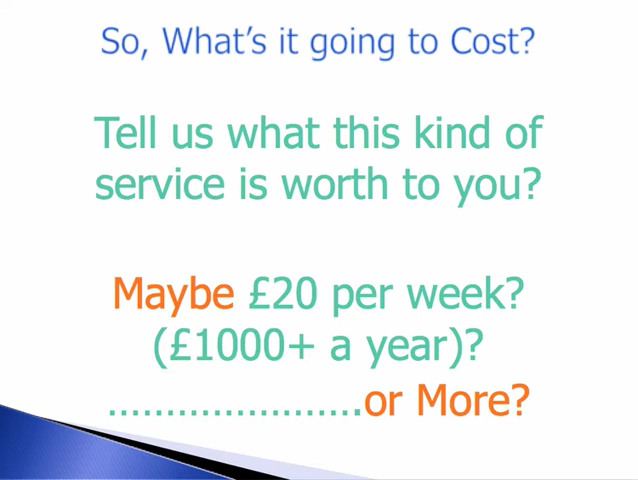 So, What's it going to Cost?
Tell us what this kind of
service is worth to you?
Maybe £20 per week?
(£1000+ a year)?
…………………….or More?